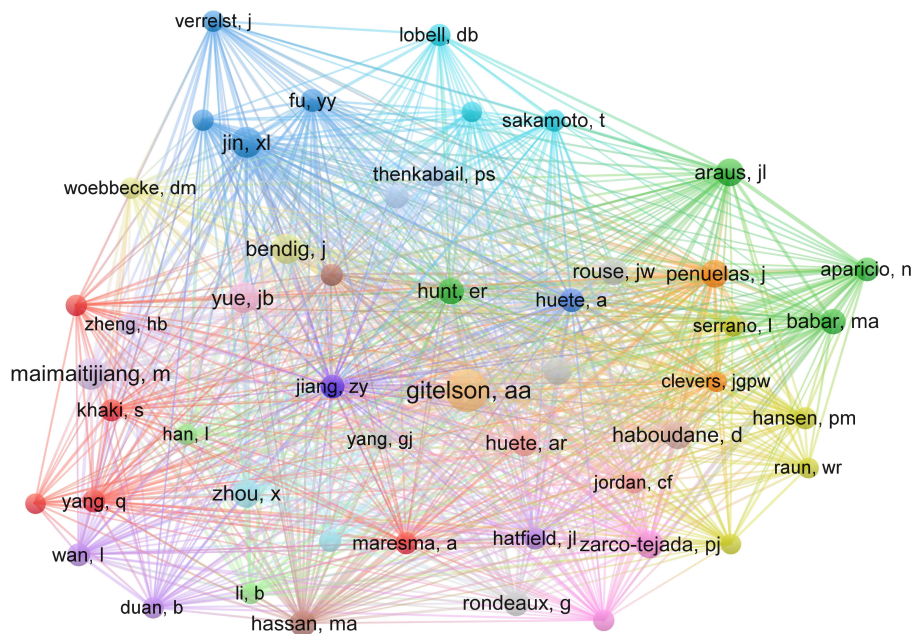 verrelst, j
lobell, db
fu, yy
sakamoto, t
jin, xl
thenkabail, ps
araus, jl
woebbecke, dm
bendig, j
rouse, jw
penuelas, j
aparicio, n
yue, jb
hunt, er
huete, a
zheng, hb
serrano, l
babar, ma
maimaitijiang, m
jiang, zy
gitelson, aa
clevers, jgpw
khaki, s
hansen, pm
han, l
yang, gj
huete, ar
haboudane, d
raun, wr
jordan, cf
yang, q
zhou, x
wan, l
maresma, a
hatfield, jl
zarco-tejada, pj
li, b
duan, b
rondeaux, g
hassan, ma